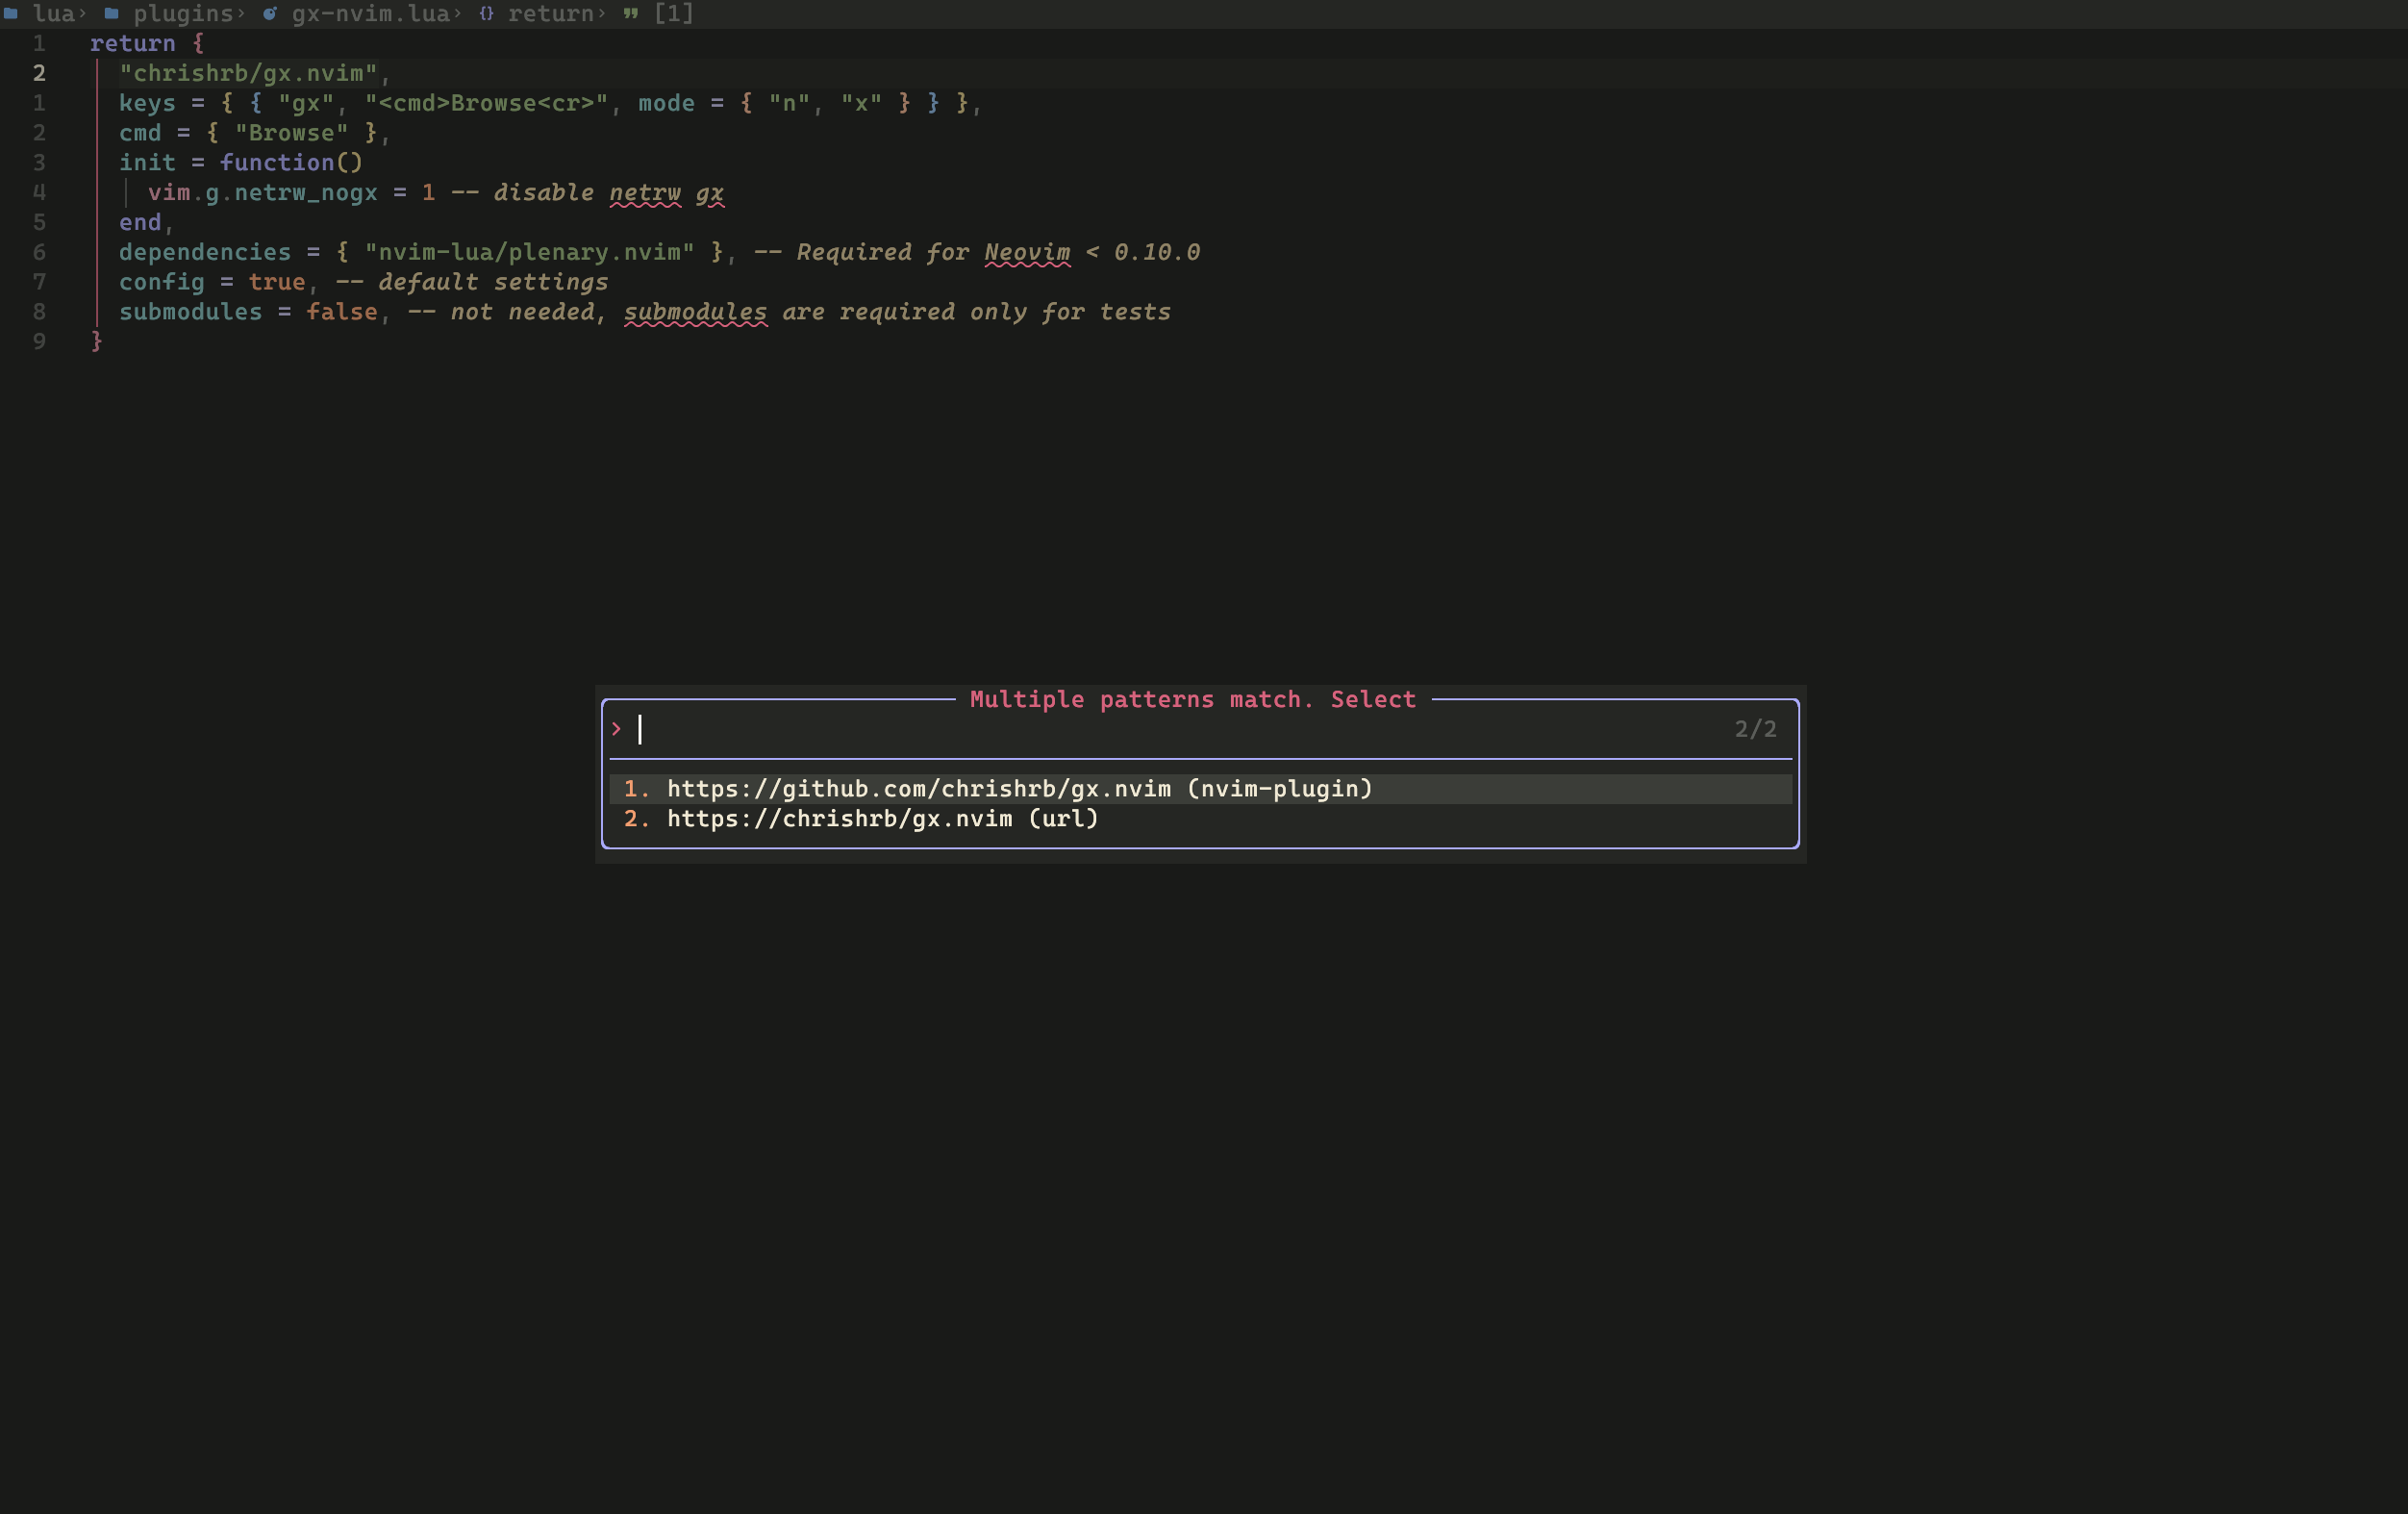 lua› plugins› gx-nvim.lua› {} return› [1]
1 return {
2 "chrishrb/gx.nvim",
1 keys = { { "gx", "<cmd>Browse<cr>", mode = { "n", "x" } } },
2 cmd = { "Browse" },
3 init = function()
4 vim.g.netrw_nogx = 1 -- disable netrw gx
5 end,
6 dependencies = { "nvim-lua/plenary.nvim" }, -- Required for Neovim < 0.10.0
7 config = true, -- default settings
8 submodules = false, -- not needed, submodules are required only for tests
9 }
Multiple patterns match. Select
> 2/2
1. https://github.com/chrishrb/gx.nvim (nvim-plugin)
2. https://chrishrb/gx.nvim (url)